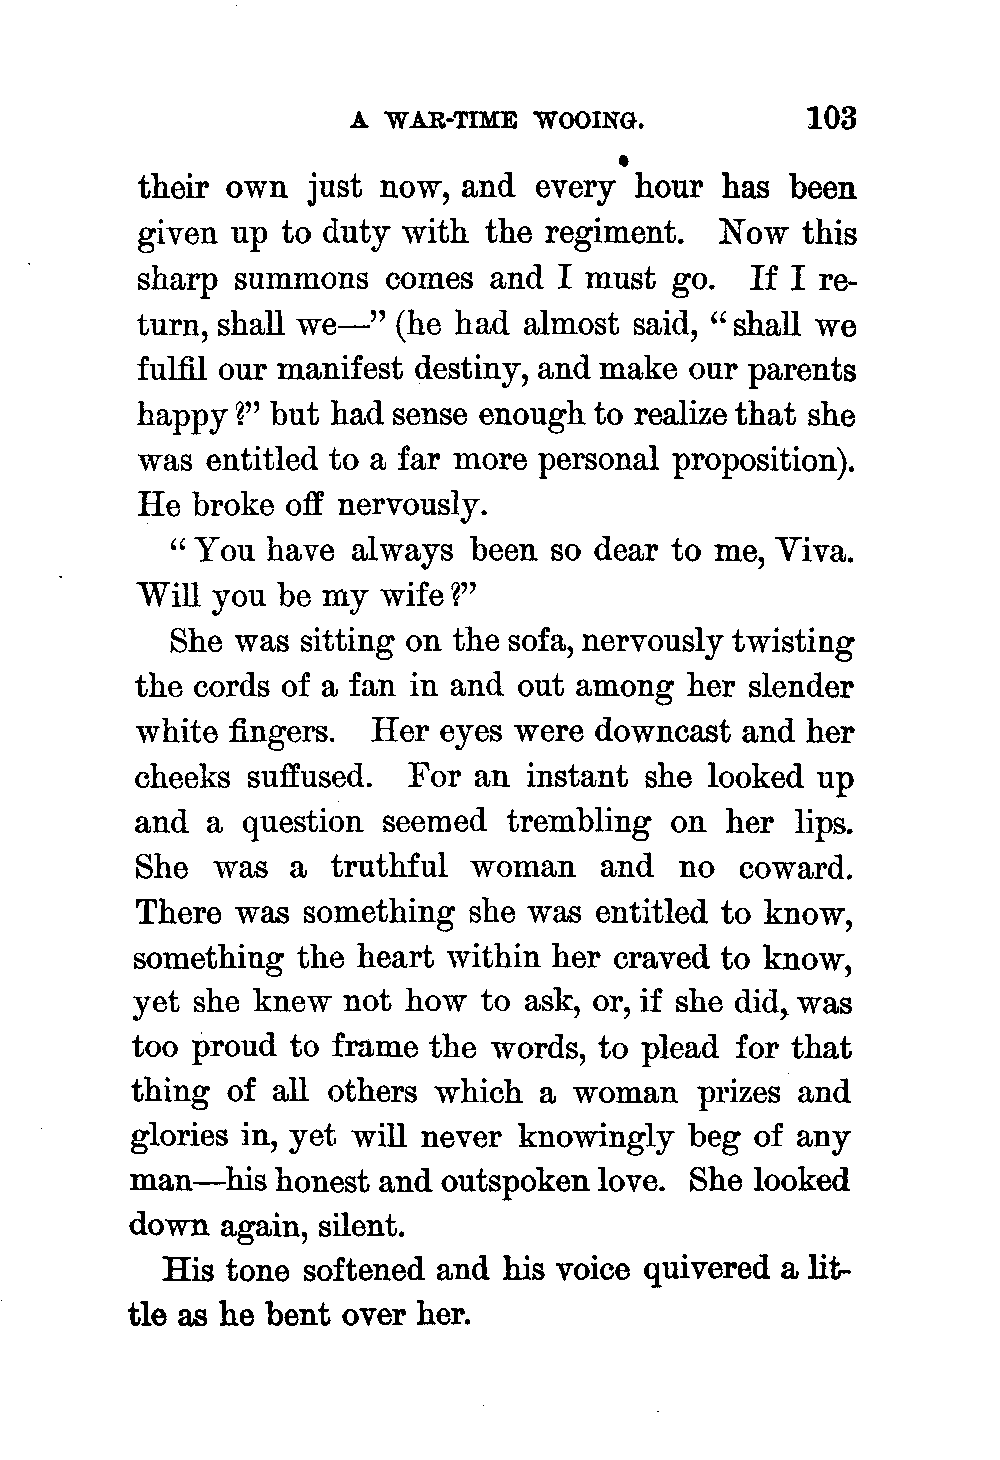 A WAR-TIME WOOING. 103
their own just now, and every hour has been
given up to duty with the regiment. Now this
sharp summons comes and I must go. If I re-
turn, shall we—” (he had almost said, “shall we
fulfil our manifest destiny, and make our parents
happy?” but had sense enough to realize that she
was entitled to a far more personal proposition).
He broke off nervously.
“You have always been so dear to me, Viva.
Will you be my wife?”
She was sitting on the sofa, nervously twisting
the cords of a fan in and out among her slender
white fingers. Her eyes were downcast and her
cheeks suffused. For an instant she looked up
and a question seemed trembling on her lips.
She was a truthful woman and no coward.
There was something she was entitled to know,
something the heart within her craved to know,
yet she knew not how to ask, or, if she did, was
too proud to frame the words, to plead for that
thing of all others which a woman prizes and
glories in, yet will never knowingly beg of any
man—his honest and outspoken love. She looked
down again, silent.
His tone softened and his voice quivered a lit-
tle as he bent over her.